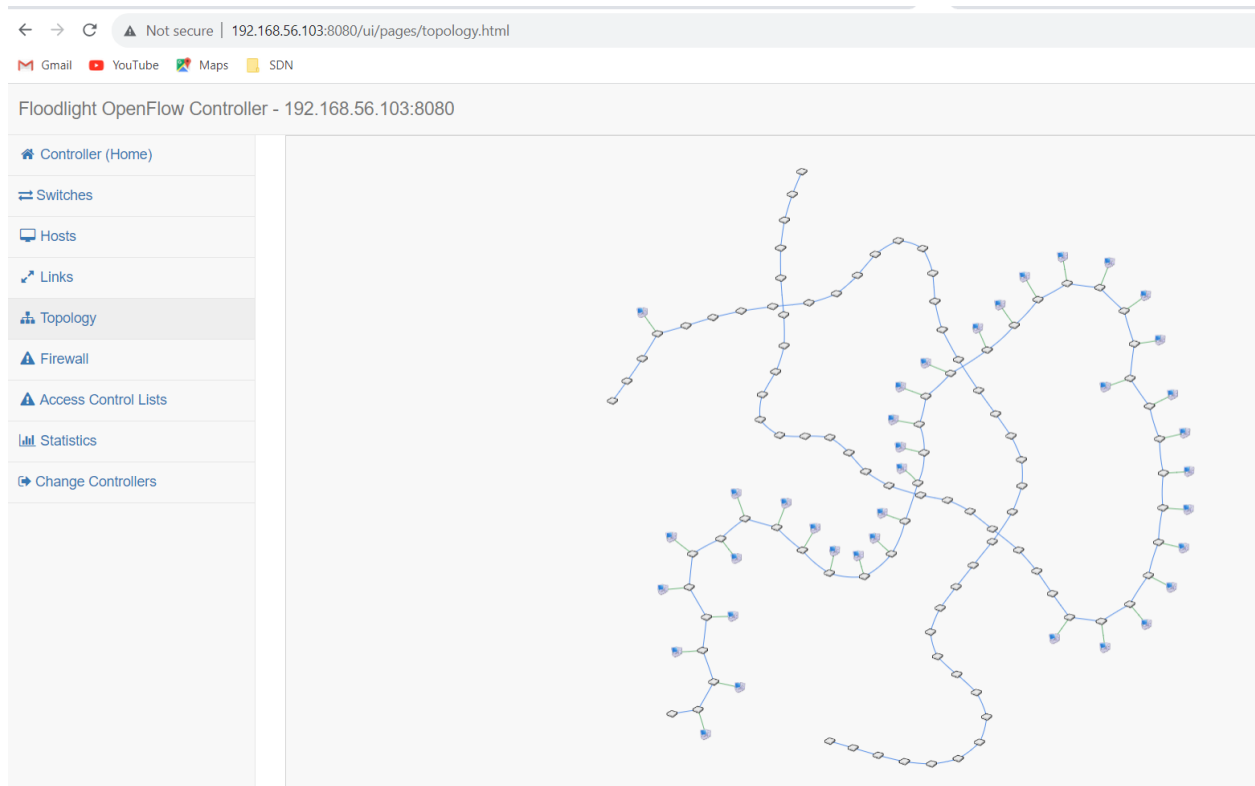 Not secure | 192.168.56.103:8080/ui/pages/topology.html
Gmail YouTube Maps SDN
Floodlight OpenFlow Controller - 192.168.56.103:8080
Controller (Home)
Switches
Hosts
Links
Topology
Firewall
Access Control Lists
Statistics
Change Controllers